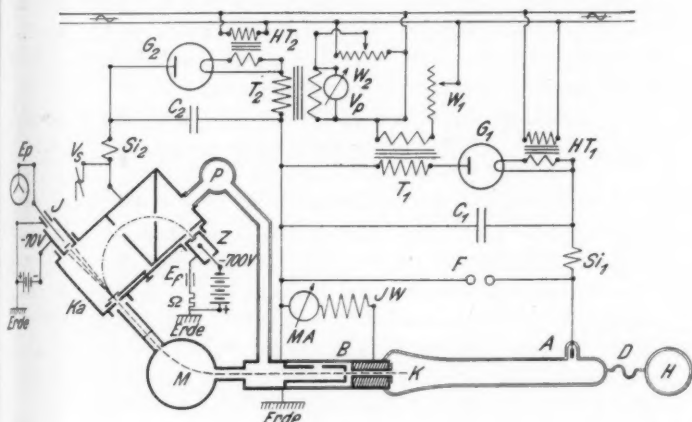 HT2
G2
W2
T2
Vp
W1
C2
G1
HT1
Si2
Ep
Vs
P
T1
J
C1
-70V
Z
-700V
Si1
F
Ef
Ka
Ω
JW
Erde
MA
Erde
B
A
D
M
K
H
Erde